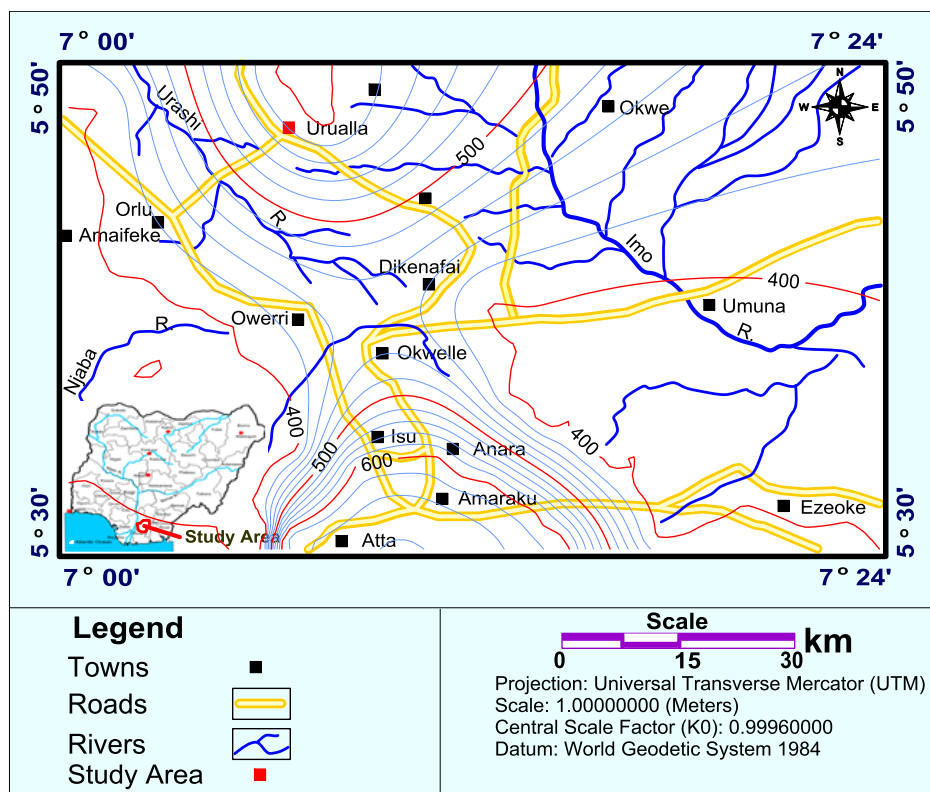 7° 00'
7° 24'
5° 50'
5° 50'
N
W E
S
Urashi
Okwe
Urualla
500
Orlu
R.
Amaifeke
Imo
Dikenafai
400
Umuna
Owerri
R.
R.
Okwelle
Njaba
400
500
Isu
400
600
Anara
Amaraku
Ezeoke
Study Area
Atta
5° 30'
5° 30'
7° 00'
7° 24'
Legend
Towns
Roads
Rivers
Study Area
Scale
km
0 15 30
Projection: Universal Transverse Mercator (UTM)
Scale: 1.00000000 (Meters)
Central Scale Factor (K0): 0.99960000
Datum: World Geodetic System 1984